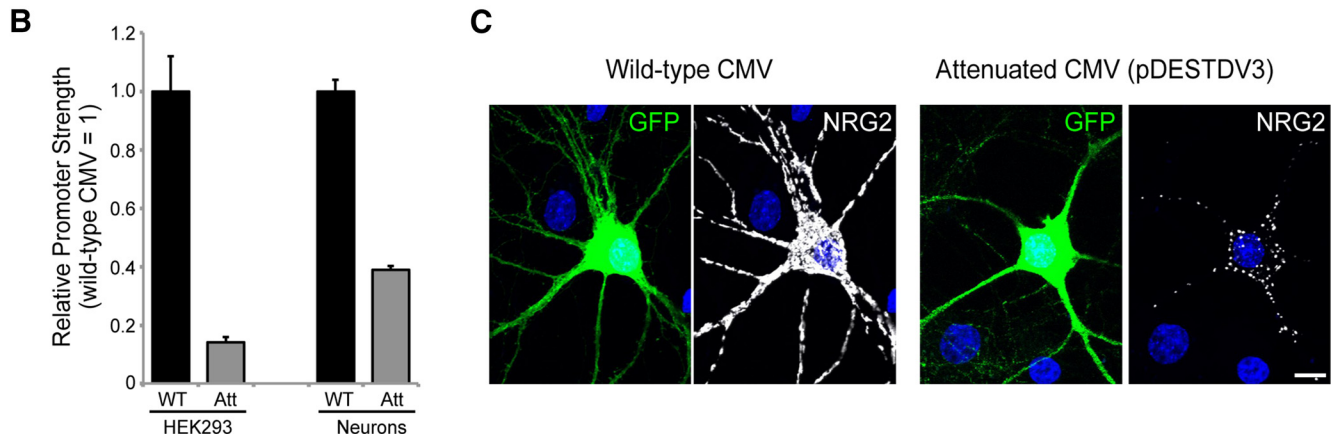 B
Relative Promoter Strength
(wild-type CMV = 1)
1.2
1.0
0.8
0.6
0.4
0.2
0
WT
Att
WT
Att
HEK293
Neurons
C
Wild-type CMV
Attenuated CMV (pDESTDV3)
GFP
NRG2
GFP
NRG2